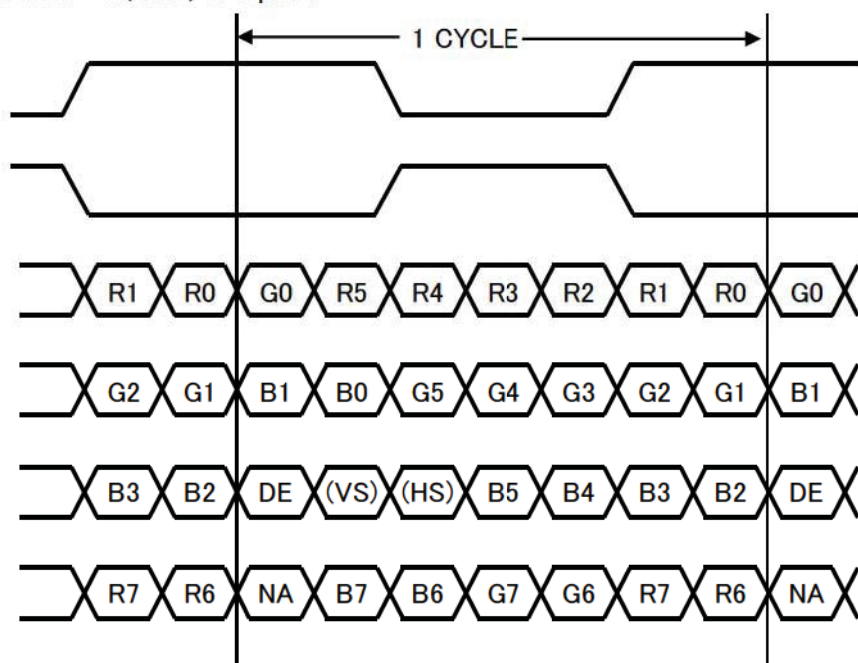 1 CYCLE
R1 R0 G0 R5 R4 R3 R2 R1 R0 G0
G2 G1 B1 B0 G5 G4 G3 G2 G1 B1
B3 B2 DE (VS) (HS) B5 B4 B3 B2 DE
R7 R6 NA B7 B6 G7 G6 R7 R6 NA